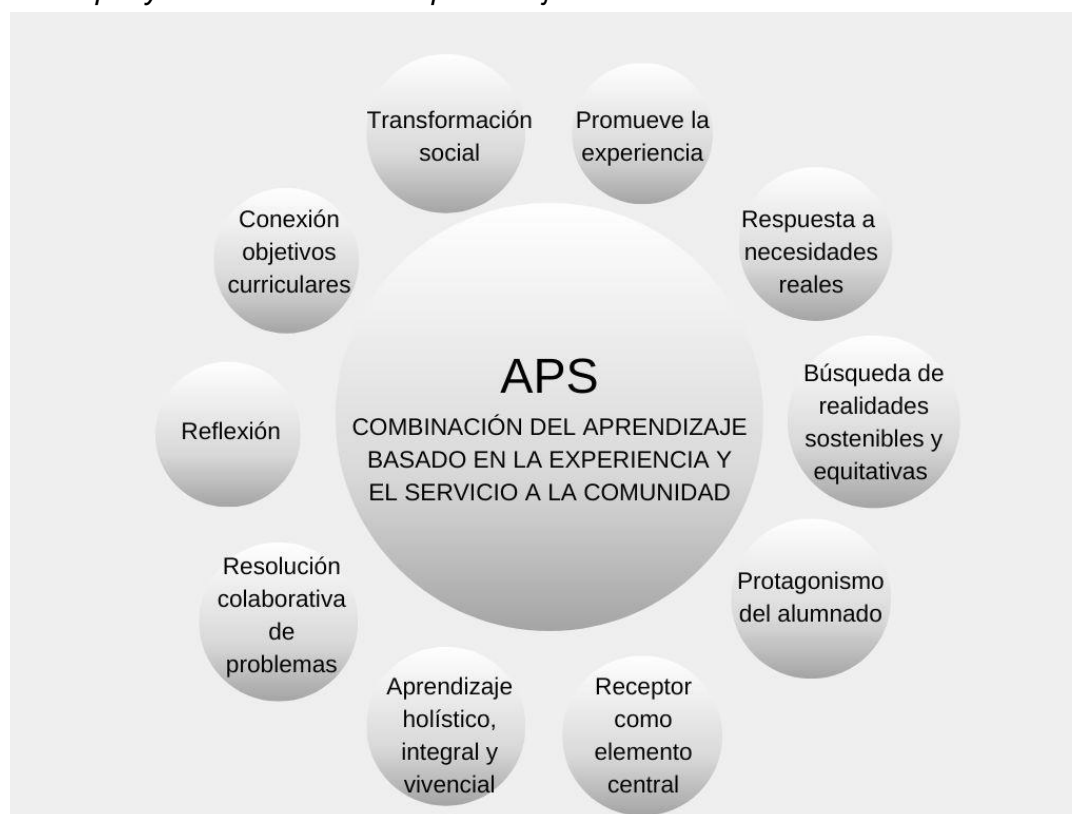 Transformación
social
Promueve la
experiencia
Respuesta a
necesidades
reales
Búsqueda de
realidades
sostenibles y
equitativas
Protagonismo
del alumnado
Receptor
como
elemento
central
Aprendizaje
holístico,
integral y
vivencial
Resolución
colaborativa
de
problemas
Reflexión
Conexión
objetivos
curriculares
APS
COMBINACIÓN DEL APRENDIZAJE
BASADO EN LA EXPERIENCIA Y
EL SERVICIO A LA COMUNIDAD